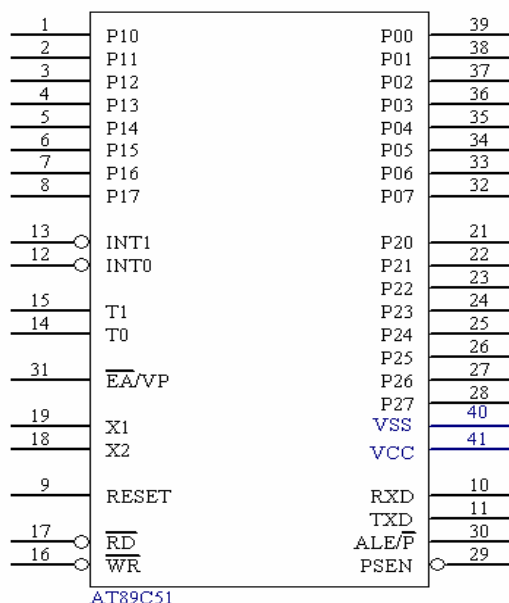 1 P10 P00 39
2 P11 P01 38
3 P12 P02 37
4 P13 P03 36
5 P14 P04 35
6 P15 P05 34
7 P16 P06 33
8 P17 P07 32
13 INT1 P20 21
12 INT0 P21 22
P22 23
15 T1 P23 24
14 T0 P24 25
P25 26
31 EA/VP P26 27
P27 28
19 X1 VSS 40
18 X2 VCC 41
9 RESET RXD 10
TXD 11
17 RD ALE/P 30
16 WR PSEN 29
AT89C51